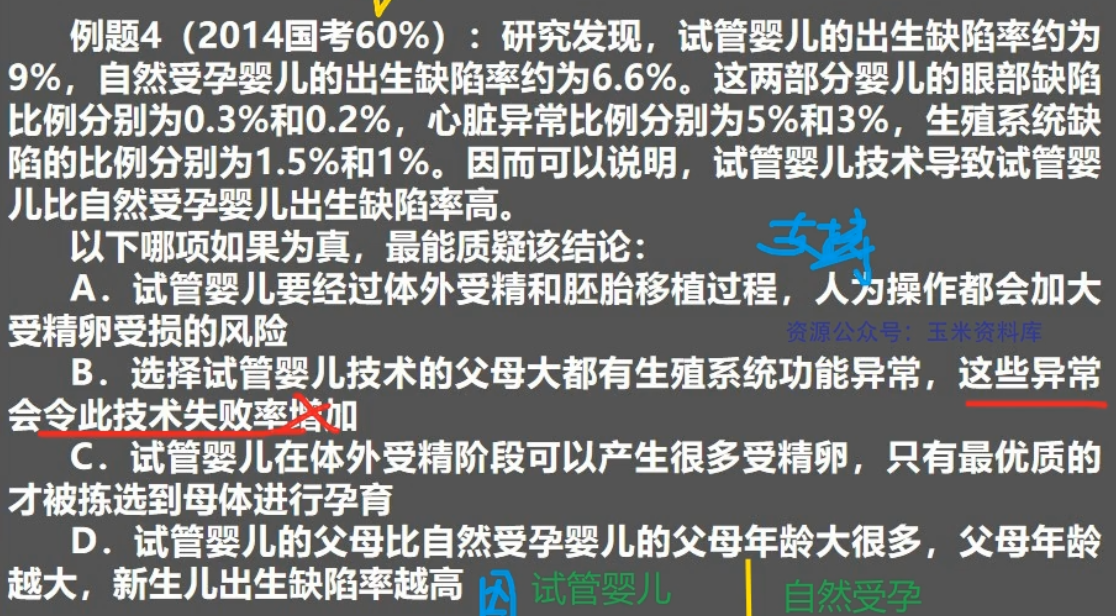 例题4（2014国考60%）：研究发现，试管婴儿的出生缺陷率约为
9%，自然受孕婴儿的出生缺陷率约为6.6%。这两部分婴儿的眼部缺陷
比例分别为0.3%和0.2%，心脏异常比例分别为5%和3%，生殖系统缺
陷的比例分别为1.5%和1%。因而可以说明，试管婴儿技术导致试管婴
儿比自然受孕婴儿出生缺陷率高。
以下哪项如果为真，最能质疑该结论：
支持
A．试管婴儿要经过体外受精和胚胎移植过程，人为操作都会加大
受精卵受损的风险
资源公众号：玉米资料库
B．选择试管婴儿技术的父母大都有生殖系统功能异常，这些异常
会令此技术失败率增加
C．试管婴儿在体外受精阶段可以产生很多受精卵，只有最优质的
才被拣选到母体进行孕育
D．试管婴儿的父母比自然受孕婴儿的父母年龄大很多，父母年龄
越大，新生儿出生缺陷率越高
因 试管婴儿 自然受孕